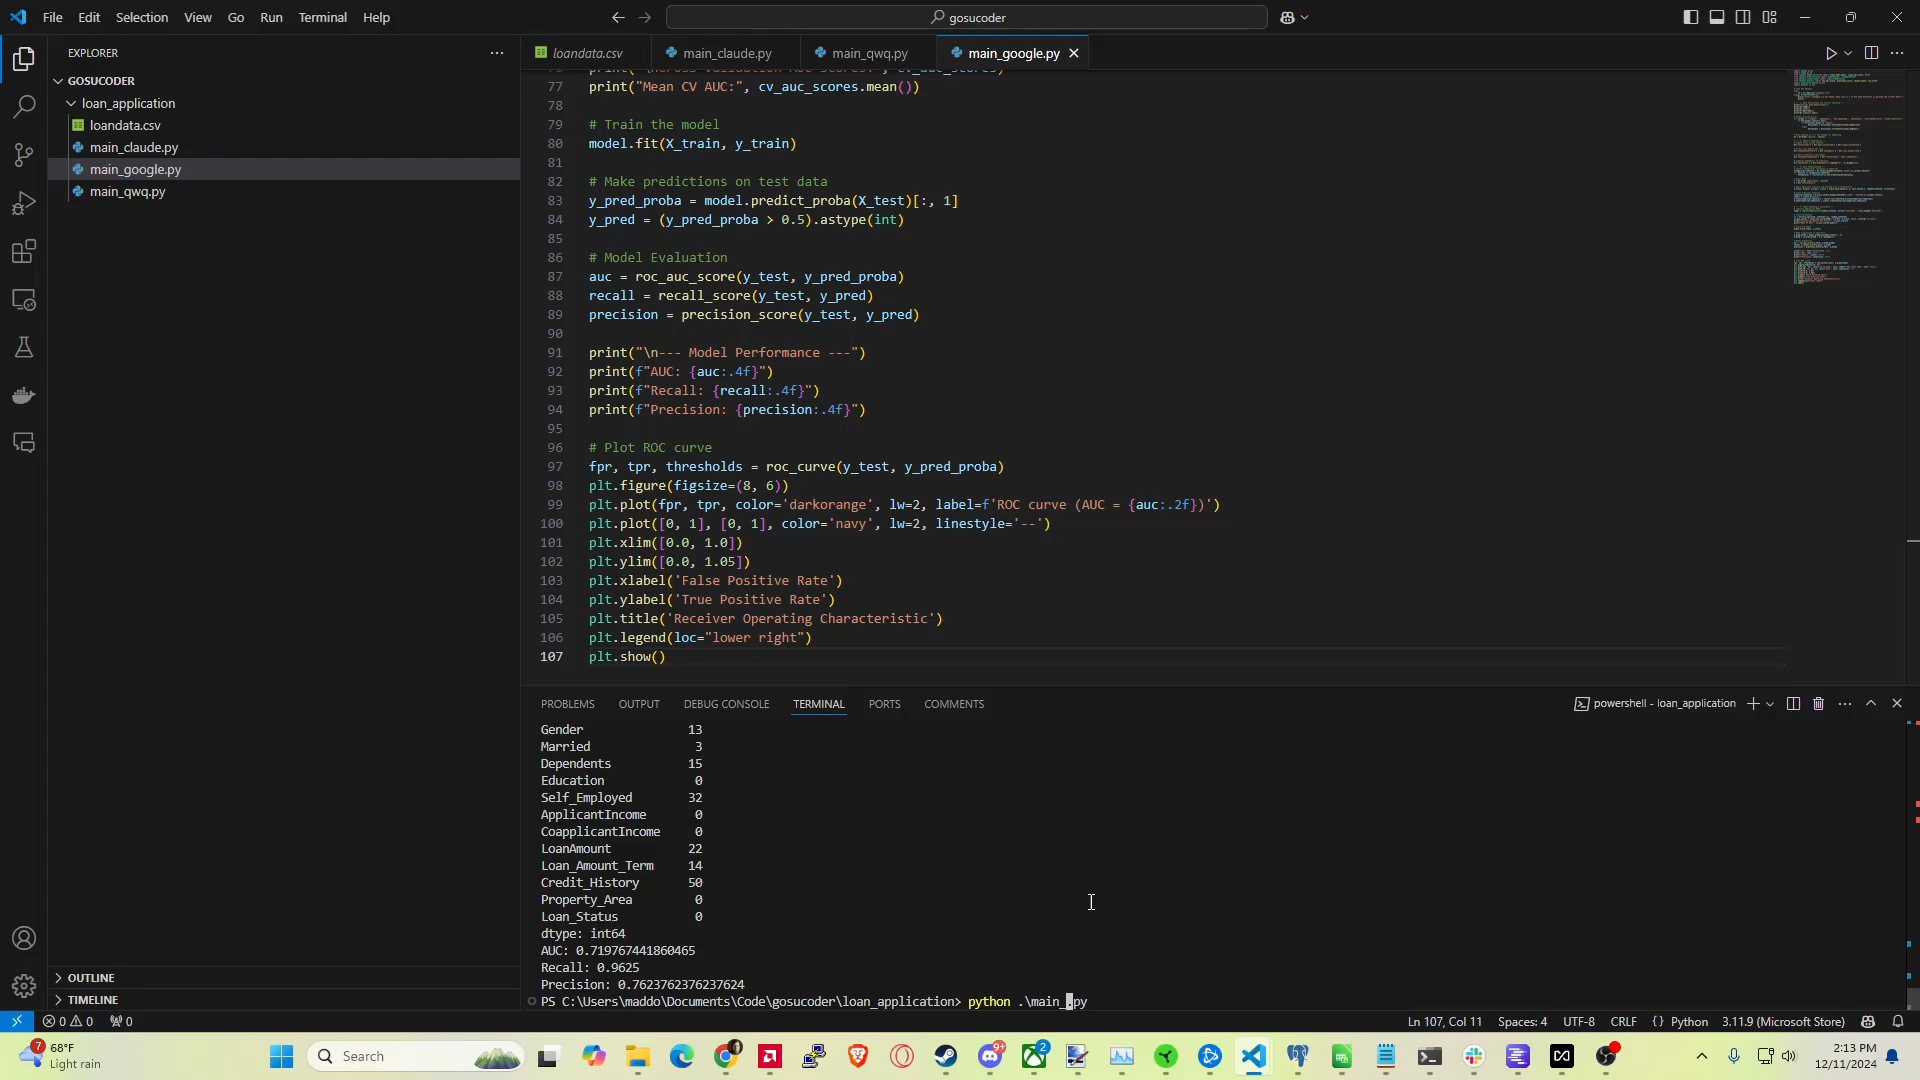 File Edit Selection View Go Run Terminal Help
gosucoder
EXPLORER
GOSUCODER
loan_application
loandata.csv
main_claude.py
main_google.py
main_qwq.py
OUTLINE
TIMELINE
loandata.csv main_claude.py main_qwq.py main_google.py
77 print("Mean CV AUC:", cv_auc_scores.mean())
78
79 # Train the model
80 model.fit(X_train, y_train)
81
82 # Make predictions on test data
83 y_pred_proba = model.predict_proba(X_test)[:, 1]
84 y_pred = (y_pred_proba > 0.5).astype(int)
85
86 # Model Evaluation
87 auc = roc_auc_score(y_test, y_pred_proba)
88 recall = recall_score(y_test, y_pred)
89 precision = precision_score(y_test, y_pred)
90
91 print("\n--- Model Performance ---")
92 print(f"AUC: {auc:.4f}")
93 print(f"Recall: {recall:.4f}")
94 print(f"Precision: {precision:.4f}")
95
96 # Plot ROC curve
97 fpr, tpr, thresholds = roc_curve(y_test, y_pred_proba)
98 plt.figure(figsize=(8, 6))
99 plt.plot(fpr, tpr, color='darkorange', lw=2, label=f'ROC curve (AUC = {auc:.2f})')
100 plt.plot([0, 1], [0, 1], color='navy', lw=2, linestyle='--')
101 plt.xlim([0.0, 1.0])
102 plt.ylim([0.0, 1.05])
103 plt.xlabel('False Positive Rate')
104 plt.ylabel('True Positive Rate')
105 plt.title('Receiver Operating Characteristic')
106 plt.legend(loc="lower right")
107 plt.show()
PROBLEMS OUTPUT DEBUG CONSOLE TERMINAL PORTS COMMENTS
powershell - loan_application
Gender 13
Married 3
Dependents 15
Education 0
Self_Employed 32
ApplicantIncome 0
CoapplicantIncome 0
LoanAmount 22
Loan_Amount_Term 14
Credit_History 50
Property_Area 0
Loan_Status 0
dtype: int64
AUC: 0.719767441860465
Recall: 0.9625
Precision: 0.7623762376237624
PS C:\Users\maddo\Documents\Code\gosucoder\loan_application> python .\main_.py
0 0 0
Ln 107, Col 11 Spaces: 4 UTF-8 CRLF {} Python 3.11.9 (Microsoft Store)
7
68°F
Light rain
Search
9+
2
2:13 PM
12/11/2024